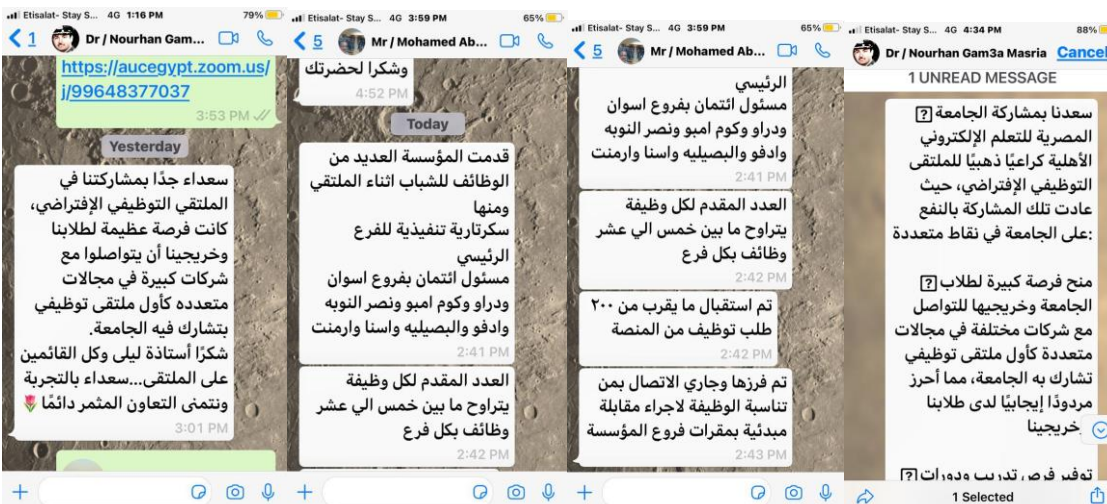 Etisalat- Stay S... 4G 1:16 PM 79%
1 Dr / Nourhan Gam...
https://aucegypt.zoom.us/
j/99648377037
3:53 PM
Yesterday
سعداء جدًا بمشاركتنا في
الملتقي التوظيفي الإفتراضي،
كانت فرصة عظيمة لطلابنا
وخريجينا أن يتواصلوا مع
شركات كبيرة في مجالات
متعدده كأول ملتقى توظيفي
بتشارك فيه الجامعة.
شكرًا أستاذة ليلى وكل القائمين
على الملتقى...سعداء بالتجربة
ونتمنى التعاون المثمر دائمًا🌷
3:01 PM
Etisalat- Stay S... 4G 3:59 PM 65%
5 Mr / Mohamed Ab...
وشكرا لحضرتك
4:52 PM
Today
قدمت المؤسسة العديد من
الوظائف للشباب اثناء الملتقي
ومنها
سكرتارية تنفيذية للفرع
الرئيسي
مسئول ائتمان بفروع اسوان
ودراو وكوم امبو ونصر النوبه
وادفو والبصيليه واسنا وارمنت
2:41 PM
العدد المقدم لكل وظيفة
يتراوح ما بين خمس الي عشر
وظائف بكل فرع
2:42 PM
Etisalat- Stay S... 4G 3:59 PM 65%
5 Mr / Mohamed Ab...
الرئيسي
مسئول ائتمان بفروع اسوان
ودراو وكوم امبو ونصر النوبه
وادفو والبصيليه واسنا وارمنت
2:41 PM
العدد المقدم لكل وظيفة
يتراوح ما بين خمس الي عشر
وظائف بكل فرع
2:42 PM
تم استقبال ما يقرب من ٢٠٠
طلب توظيف من المنصة
2:42 PM
تم فرزها وجاري الاتصال بمن
تناسبة الوظيفة لاجراء مقابلة
مبدئية بمقرات فروع المؤسسة
2:43 PM
Etisalat- Stay S... 4G 4:34 PM 88%
Dr / Nourhan Gam3a Masria Cancel
1 UNREAD MESSAGE
سعدنا بمشاركة الجامعة ?
المصرية للتعلم الإلكتروني
الأهلية كراعيًا ذهبيًا للملتقى
التوظيفي الإفتراضي، حيث
عادت تلك المشاركة بالنفع
:على الجامعة في نقاط متعددة
منح فرصة كبيرة لطلاب ?
الجامعة وخريجيها للتواصل
مع شركات مختلفة في مجالات
متعددة كأول ملتقى توظيفي
تشارك به الجامعة، مما أحرز
مردودًا إيجابيًا لدى طلابنا
وخريجينا
توفير فرص تدريب ودورات ?
1 Selected